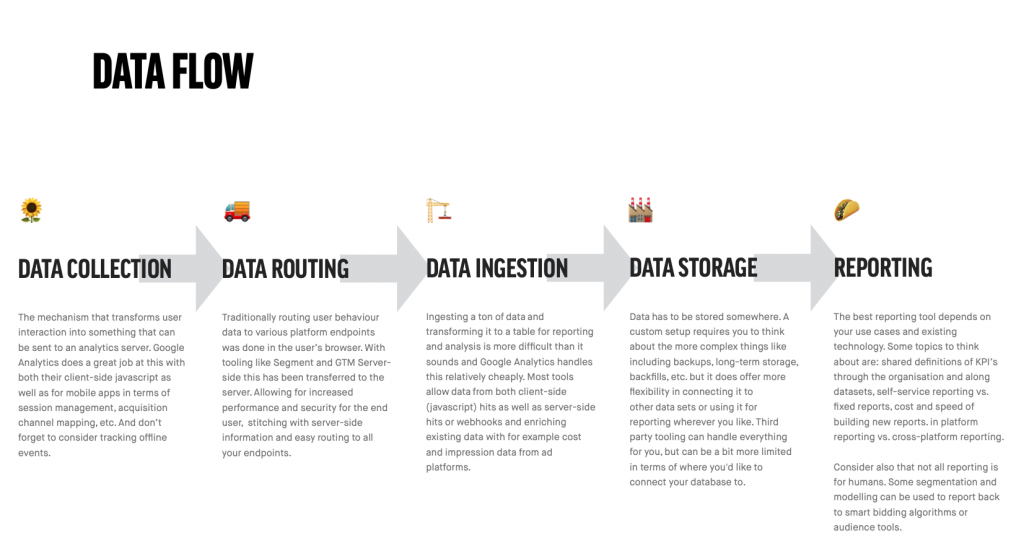 DATA FLOW
DATA COLLECTION
The mechanism that transforms user
interaction into something that can
be sent to an analytics server. Google
Analytics does a great job at this with
both their client-side javascript as
well as for mobile apps in terms of
session management, acquisition
channel mapping, etc. And don't
forget to consider tracking offline
events.
DATA ROUTING
Traditionally routing user behaviour
data to various platform endpoints
was done in the user's browser. With
tooling like Segment and GTM Server-
side this has been transferred to the
server. Allowing for increased
performance and security for the end
user,  stitching with server-side
information and easy routing to all
your endpoints.
DATA INGESTION
Ingesting a ton of data and
transforming it to a table for reporting
and analysis is more difficult than it
sounds and Google Analytics handles
this relatively cheaply. Most tools
allow data from both client-side
(javascript) hits as well as server-side
hits or webhooks and enriching
existing data with for example cost
and impression data from ad
platforms.
DATA STORAGE
Data has to be stored somewhere. A
custom setup requires you to think
about the more complex things like
including backups, long-term storage,
backfills, etc. but it does offer more
flexibility in connecting it to
other data sets or using it for
reporting wherever you like. Third
party tooling can handle everything
for you, but can be a bit more limited
in terms of where you'd like to
connect your database to.
REPORTING
The best reporting tool depends on
your use cases and existing
technology. Some topics to think
about are: shared definitions of KPI's
through the organisation and along
datasets, self-service reporting vs.
fixed reports, cost and speed of
building new reports. in platform
reporting vs. cross-platform reporting.
Consider also that not all reporting is
for humans. Some segmentation and
modelling can be used to report back
to smart bidding algorithms or
audience tools.